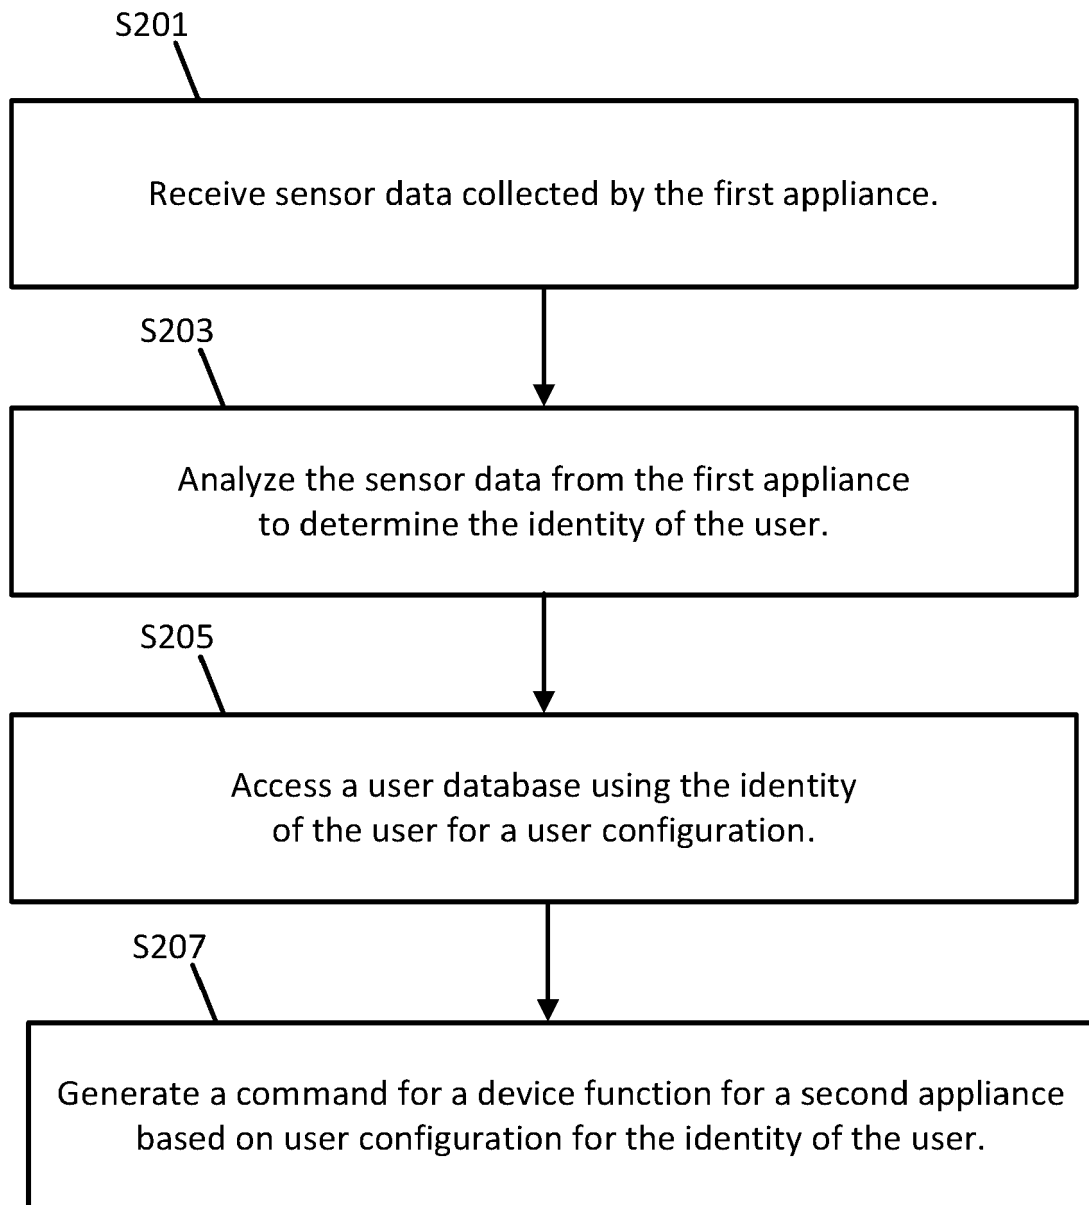 S201
Receive sensor data collected by the first appliance.
S203
Analyze the sensor data from the first appliance
to determine the identity of the user.
S205
Access a user database using the identity
of the user for a user configuration.
S207
Generate a command for a device function for a second appliance
based on user configuration for the identity of the user.